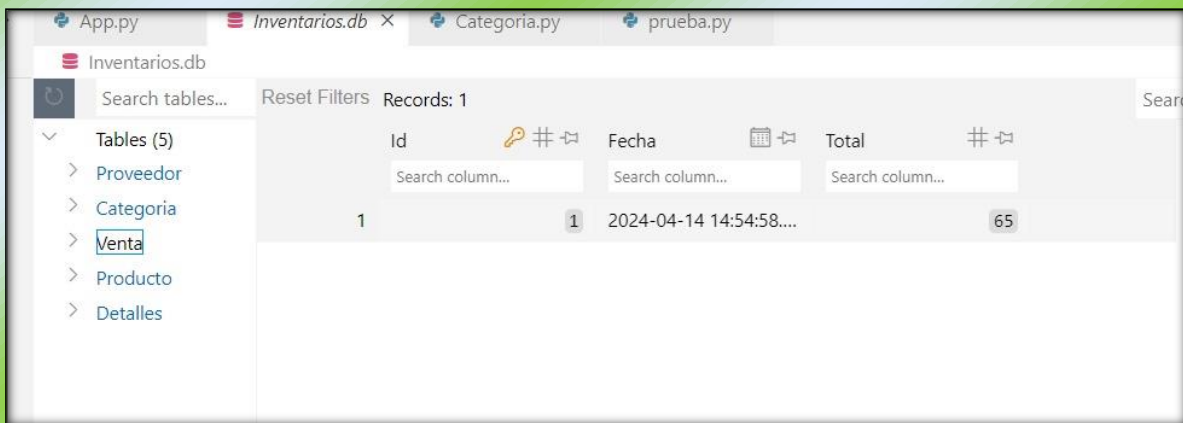 App.py Inventarios.db Categoria.py prueba.py
Inventarios.db
Search tables... Reset Filters Records: 1 Sear
Tables (5) Id Fecha Total
Proveedor Search column... Search column... Search column...
Categoria
1 1 2024-04-14 14:54:58.... 65
Venta
Producto
Detalles